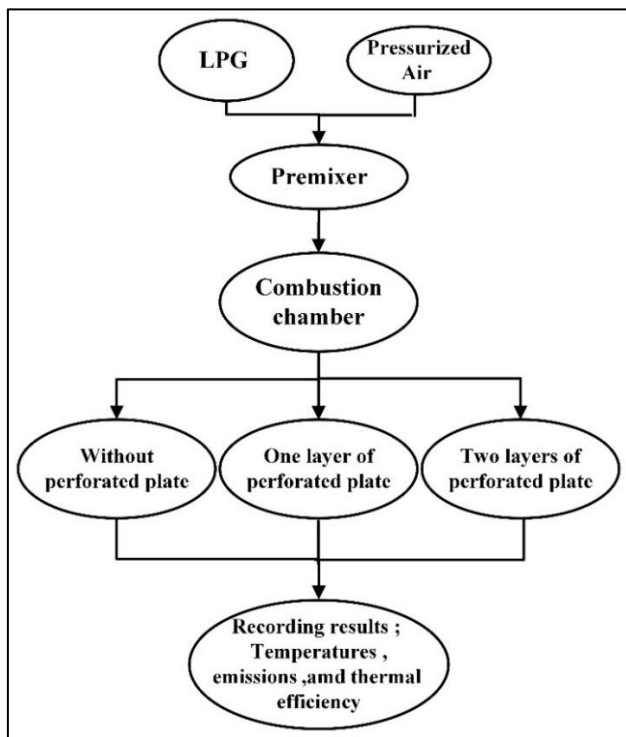 LPG
Pressurized
Air
Premixer
Combustion
chamber
Without
perforated plate
One layer of
perforated plate
Two layers of
perforated plate
Recording results ;
Temperatures ,
emissions ,amd thermal
efficiency